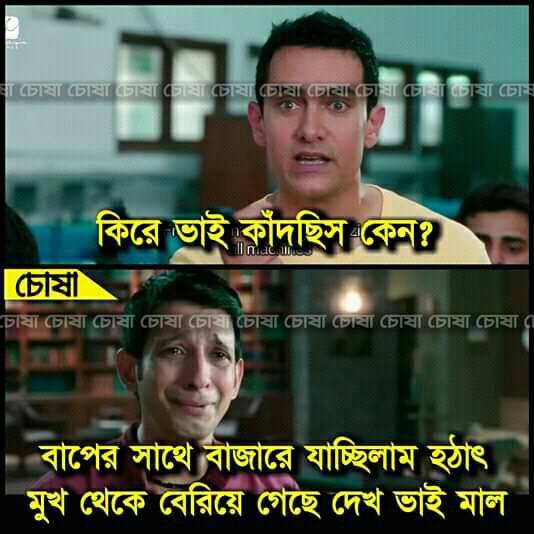 চোষা চোষা চোষা চোষা চোষা চোষা চোষা চোষা চোষা চোষা চোষা
কিরে ভাই কাঁদছিস কেন?
চোষা
চোষা চোষা চোষা চোষা চোষা চোষা চোষা চোষা চোষা চোষা চোষা
বাপের সাথে বাজারে যাচ্ছিলাম হঠাৎ
মুখ থেকে বেরিয়ে গেছে দেখ ভাই মাল